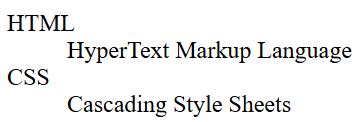 HTML
HyperText Markup Language
CSS
Cascading Style Sheets